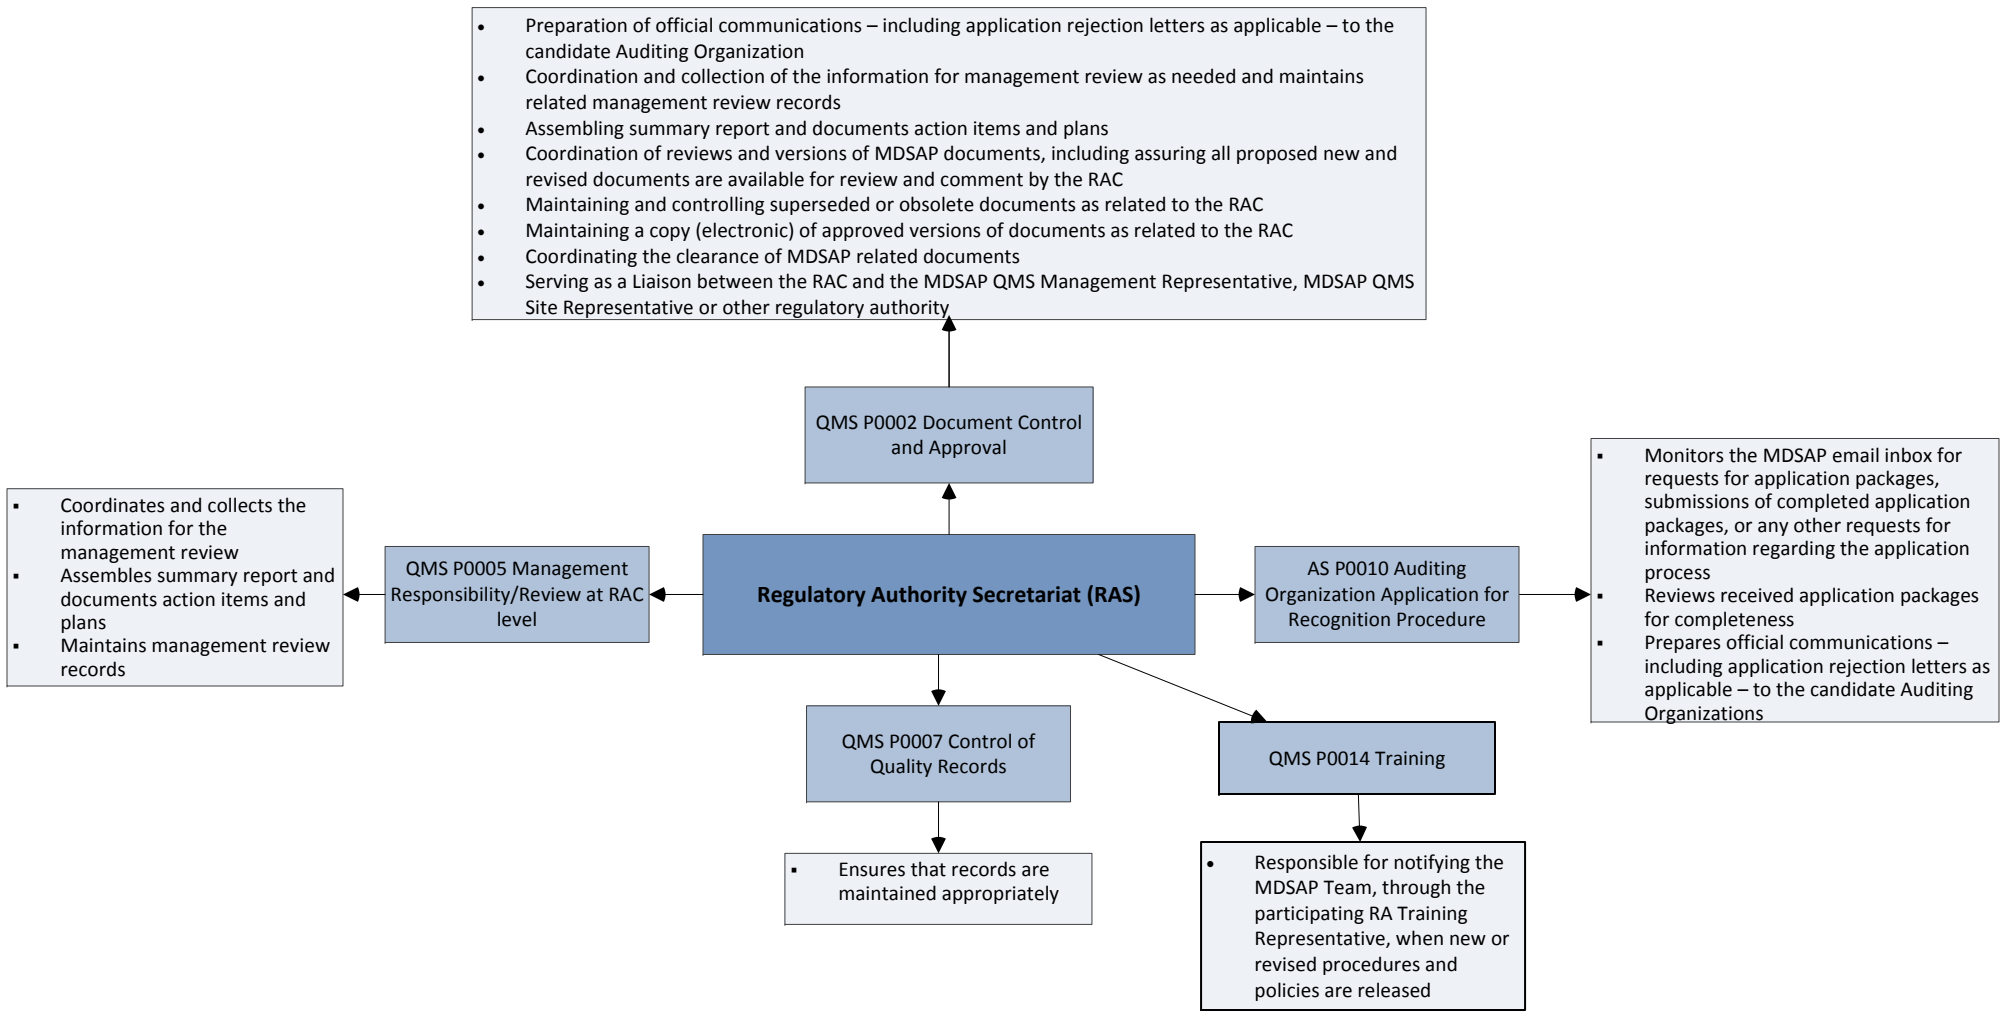 • Preparation of official communications – including application rejection letters as applicable – to the
candidate Auditing Organization
• Coordination and collection of the information for management review as needed and maintains
related management review records
• Assembling summary report and documents action items and plans
• Coordination of reviews and versions of MDSAP documents, including assuring all proposed new and
revised documents are available for review and comment by the RAC
• Maintaining and controlling superseded or obsolete documents as related to the RAC
• Maintaining a copy (electronic) of approved versions of documents as related to the RAC
• Coordinating the clearance of MDSAP related documents
• Serving as a Liaison between the RAC and the MDSAP QMS Management Representative, MDSAP QMS
Site Representative or other regulatory authority
QMS P0002 Document Control
and Approval
▪ Coordinates and collects the
information for the
management review
▪ Assembles summary report and
documents action items and
plans
▪ Maintains management review
records
QMS P0005 Management
Responsibility/Review at RAC
level
Regulatory Authority Secretariat (RAS)
AS P0010 Auditing
Organization Application for
Recognition Procedure
▪ Monitors the MDSAP email inbox for
requests for application packages,
submissions of completed application
packages, or any other requests for
information regarding the application
process
▪ Reviews received application packages
for completeness
▪ Prepares official communications –
including application rejection letters as
applicable – to the candidate Auditing
Organizations
QMS P0007 Control of
Quality Records
▪ Ensures that records are
maintained appropriately
QMS P0014 Training
• Responsible for notifying the
MDSAP Team, through the
participating RA Training
Representative, when new or
revised procedures and
policies are released